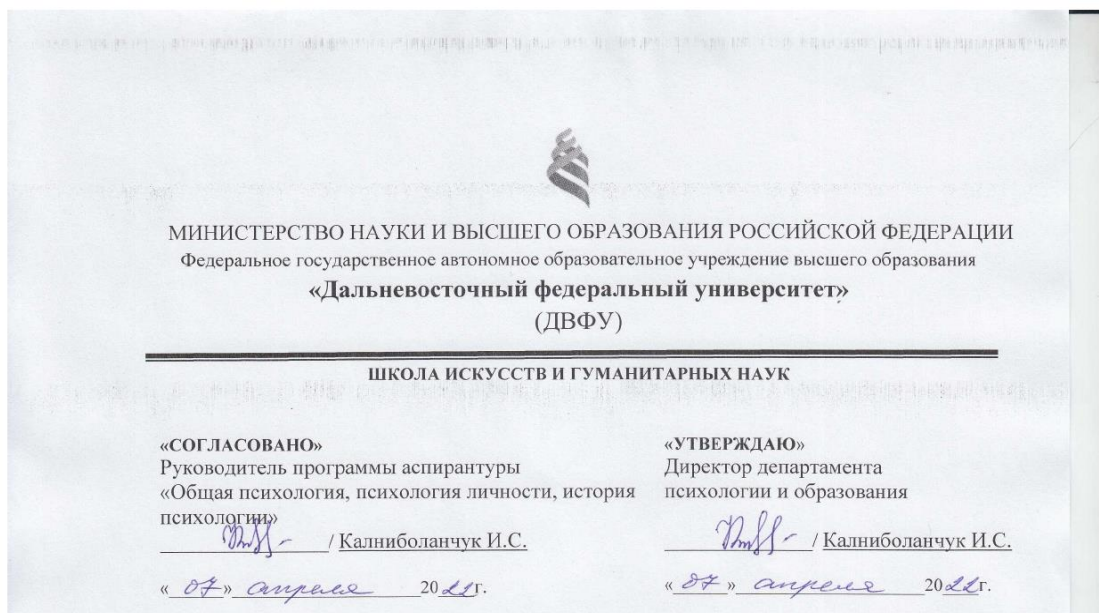 МИНИСТЕРСТВО НАУКИ И ВЫСШЕГО ОБРАЗОВАНИЯ РОССИЙСКОЙ ФЕДЕРАЦИИ
Федеральное государственное автономное образовательное учреждение высшего образования
«Дальневосточный федеральный университет»
(ДВФУ)
ШКОЛА ИСКУССТВ И ГУМАНИТАРНЫХ НАУК
«СОГЛАСОВАНО»
Руководитель программы аспирантуры
«Общая психология, психология личности, история
психологии»
/ Калниболанчук И.С.
«07» апреля 2022г.
«УТВЕРЖДАЮ»
Директор департамента
психологии и образования
/ Калниболанчук И.С.
«07» апреля 2022г.